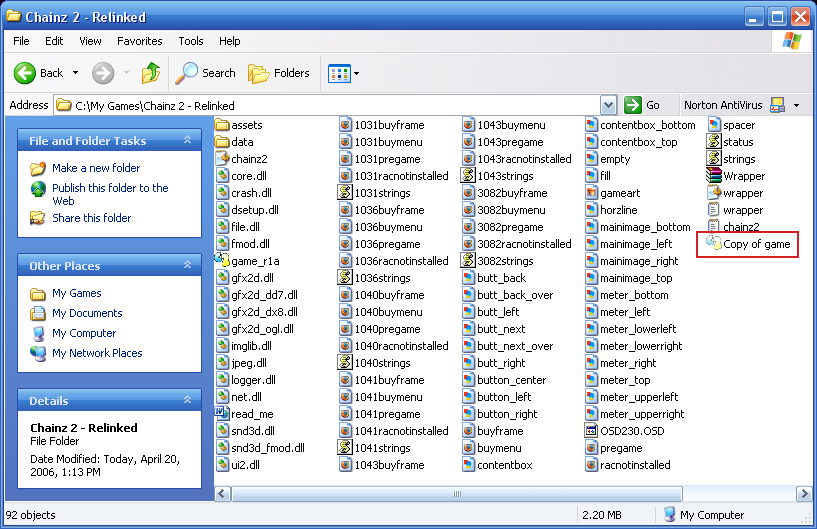 Chainz 2 - Relinked
File Edit View Favorites Tools Help
Back Search Folders
Address C:\My Games\Chainz 2 - Relinked Go Norton AntiVirus
File and Folder Tasks
Make a new folder
Publish this folder to the
Web
Share this folder
Other Places
My Games
My Documents
My Computer
My Network Places
Details
Chainz 2 - Relinked
File Folder
Date Modified: Today, April 20,
2006, 1:13 PM
assets
data
chainz2
core.dll
crash.dll
dsetup.dll
file.dll
fmod.dll
game_r1a
gfx2d.dll
gfx2d_dd7.dll
gfx2d_dx8.dll
gfx2d_ogl.dll
imglib.dll
jpeg.dll
logger.dll
net.dll
read_me
snd3d.dll
snd3d_fmod.dll
ui2.dll
1031buyframe
1031buymenu
1031pregame
1031racnotinstalled
1031strings
1036buyframe
1036buymenu
1036pregame
1036racnotinstalled
1036strings
1040buyframe
1040buymenu
1040pregame
1040racnotinstalled
1040strings
1041buyframe
1041buymenu
1041pregame
1041racnotinstalled
1041strings
1043buyframe
1043buymenu
1043pregame
1043racnotinstalled
1043strings
3082buyframe
3082buymenu
3082pregame
3082racnotinstalled
3082strings
butt_back
butt_back_over
butt_left
butt_next
butt_next_over
butt_right
button_center
button_left
button_right
buyframe
buymenu
contentbox
contentbox_bottom
contentbox_top
empty
fill
gameart
horzline
mainimage_bottom
mainimage_left
mainimage_right
mainimage_top
meter_bottom
meter_left
meter_lowerleft
meter_lowerright
meter_right
meter_top
meter_upperleft
meter_upperright
OSD230.OSD
pregame
racnotinstalled
spacer
status
strings
Wrapper
wrapper
wrapper
chainz2
Copy of game
92 objects 2.20 MB My Computer